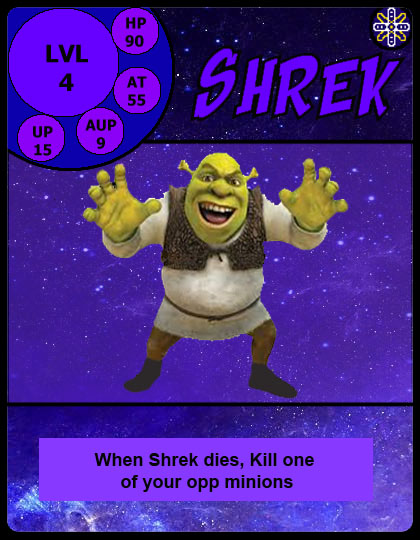 LVL
4
HP
90
AT
55
AUP
9
UP
15
SHREK
When Shrek dies, Kill one
of your opp minions